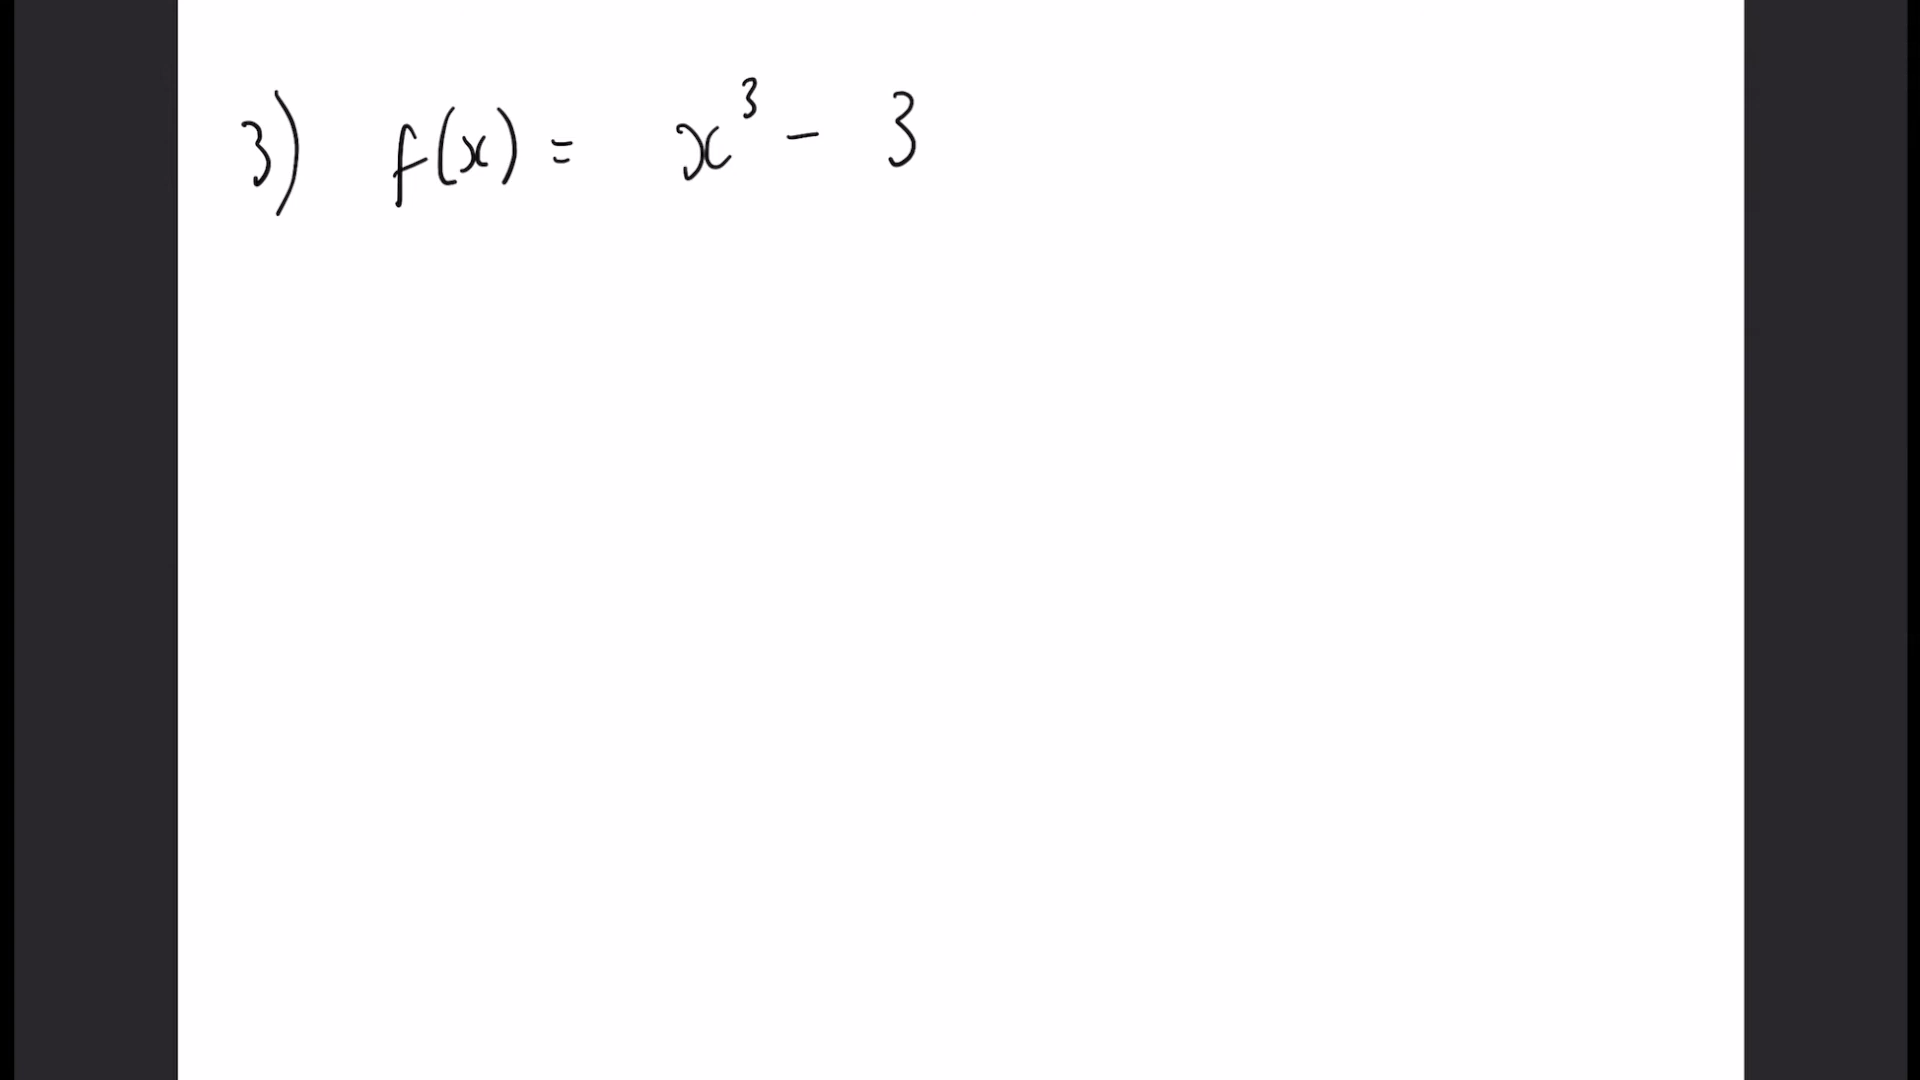 3) f(x) = x³ - 3